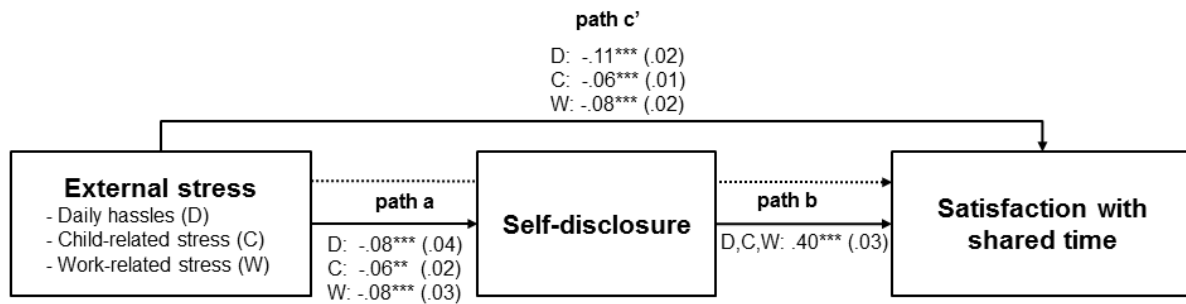 path c’
D: -.11*** (.02)
C: -.06*** (.01)
W: -.08*** (.02)
External stress
- Daily hassles (D)
- Child-related stress (C)
- Work-related stress (W)
path a
D: -.08*** (.04)
C: -.06** (.02)
W: -.08*** (.03)
Self-disclosure
path b
D,C,W: .40*** (.03)
Satisfaction with
shared time